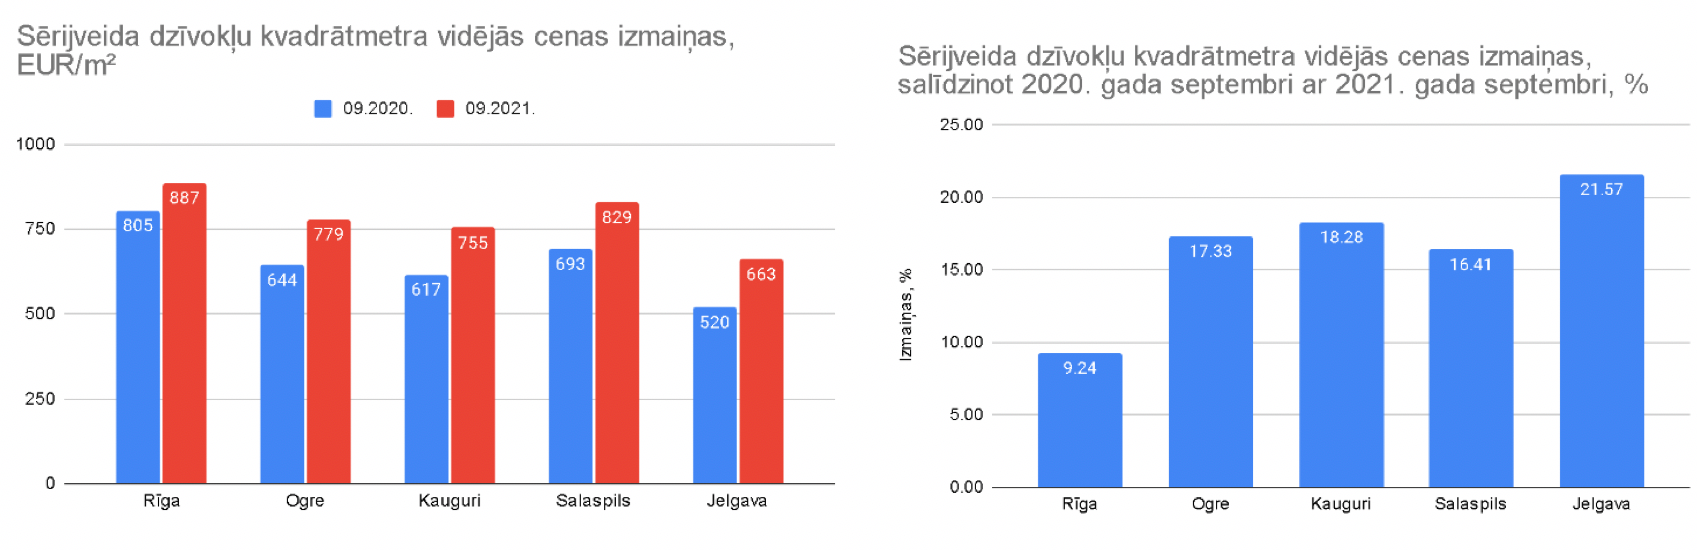 Sērijveida dzīvokļu kvadrātmetra vidējās cenas izmaiņas,
EUR/m²
09.2020. 09.2021.
1000
750
500
250
0
805 887
644 779
617 755
693 829
520 663
Rīga Ogre Kauguri Salaspils Jelgava
Sērijveida dzīvokļu kvadrātmetra vidējās cenas izmaiņas,
salīdzinot 2020. gada septembri ar 2021. gada septembri, %
Izmaiņas, %
25.00
20.00
15.00
10.00
5.00
0.00
9.24 17.33 18.28 16.41 21.57
Rīga Ogre Kauguri Salaspils Jelgava